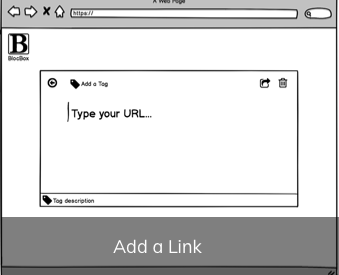 A Web Page
https://
B
BlocBox
Add a Tag
Type your URL...
Tag description
Add a Link